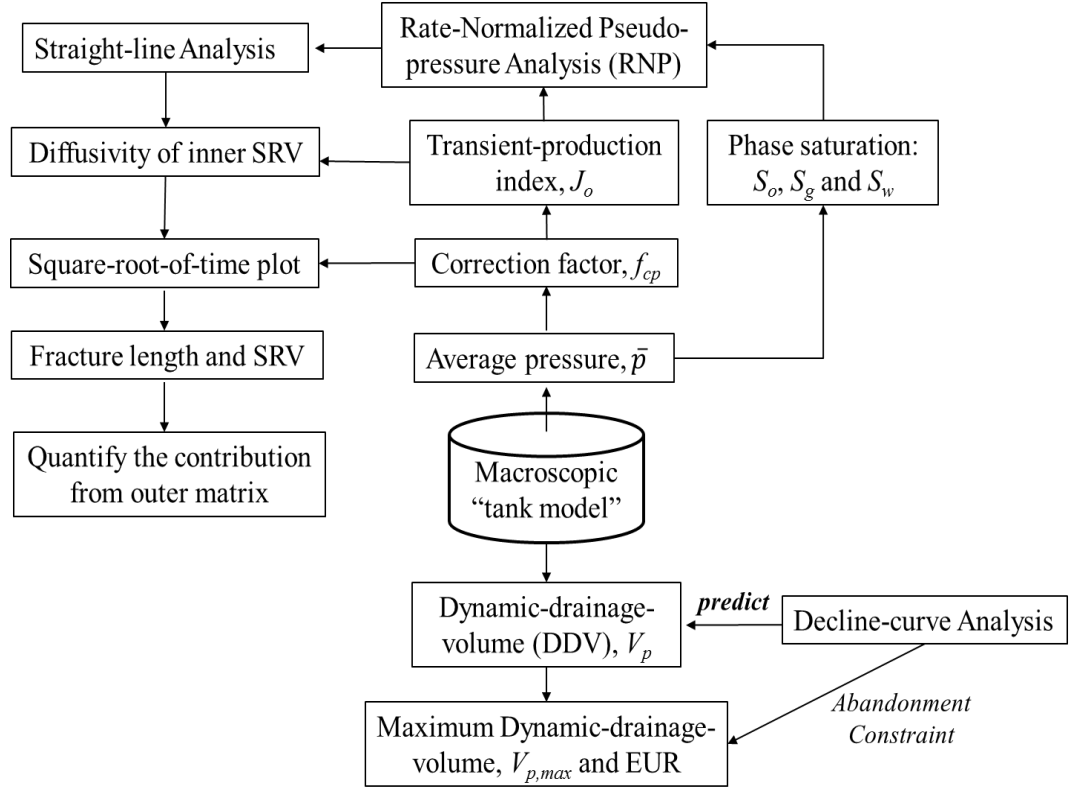 Straight-line Analysis
Rate-Normalized Pseudo-
pressure Analysis (RNP)
Diffusivity of inner SRV
Transient-production
index, Jₒ
Phase saturation:
Sₒ, S_g and S_w
Square-root-of-time plot
Correction factor, f_cp
Fracture length and SRV
Average pressure, p̄
Quantify the contribution
from outer matrix
Macroscopic
“tank model”
Dynamic-drainage-
volume (DDV), Vₚ
predict
Decline-curve Analysis
Maximum Dynamic-drainage-
volume, V_p,max and EUR
Abandonment
Constraint